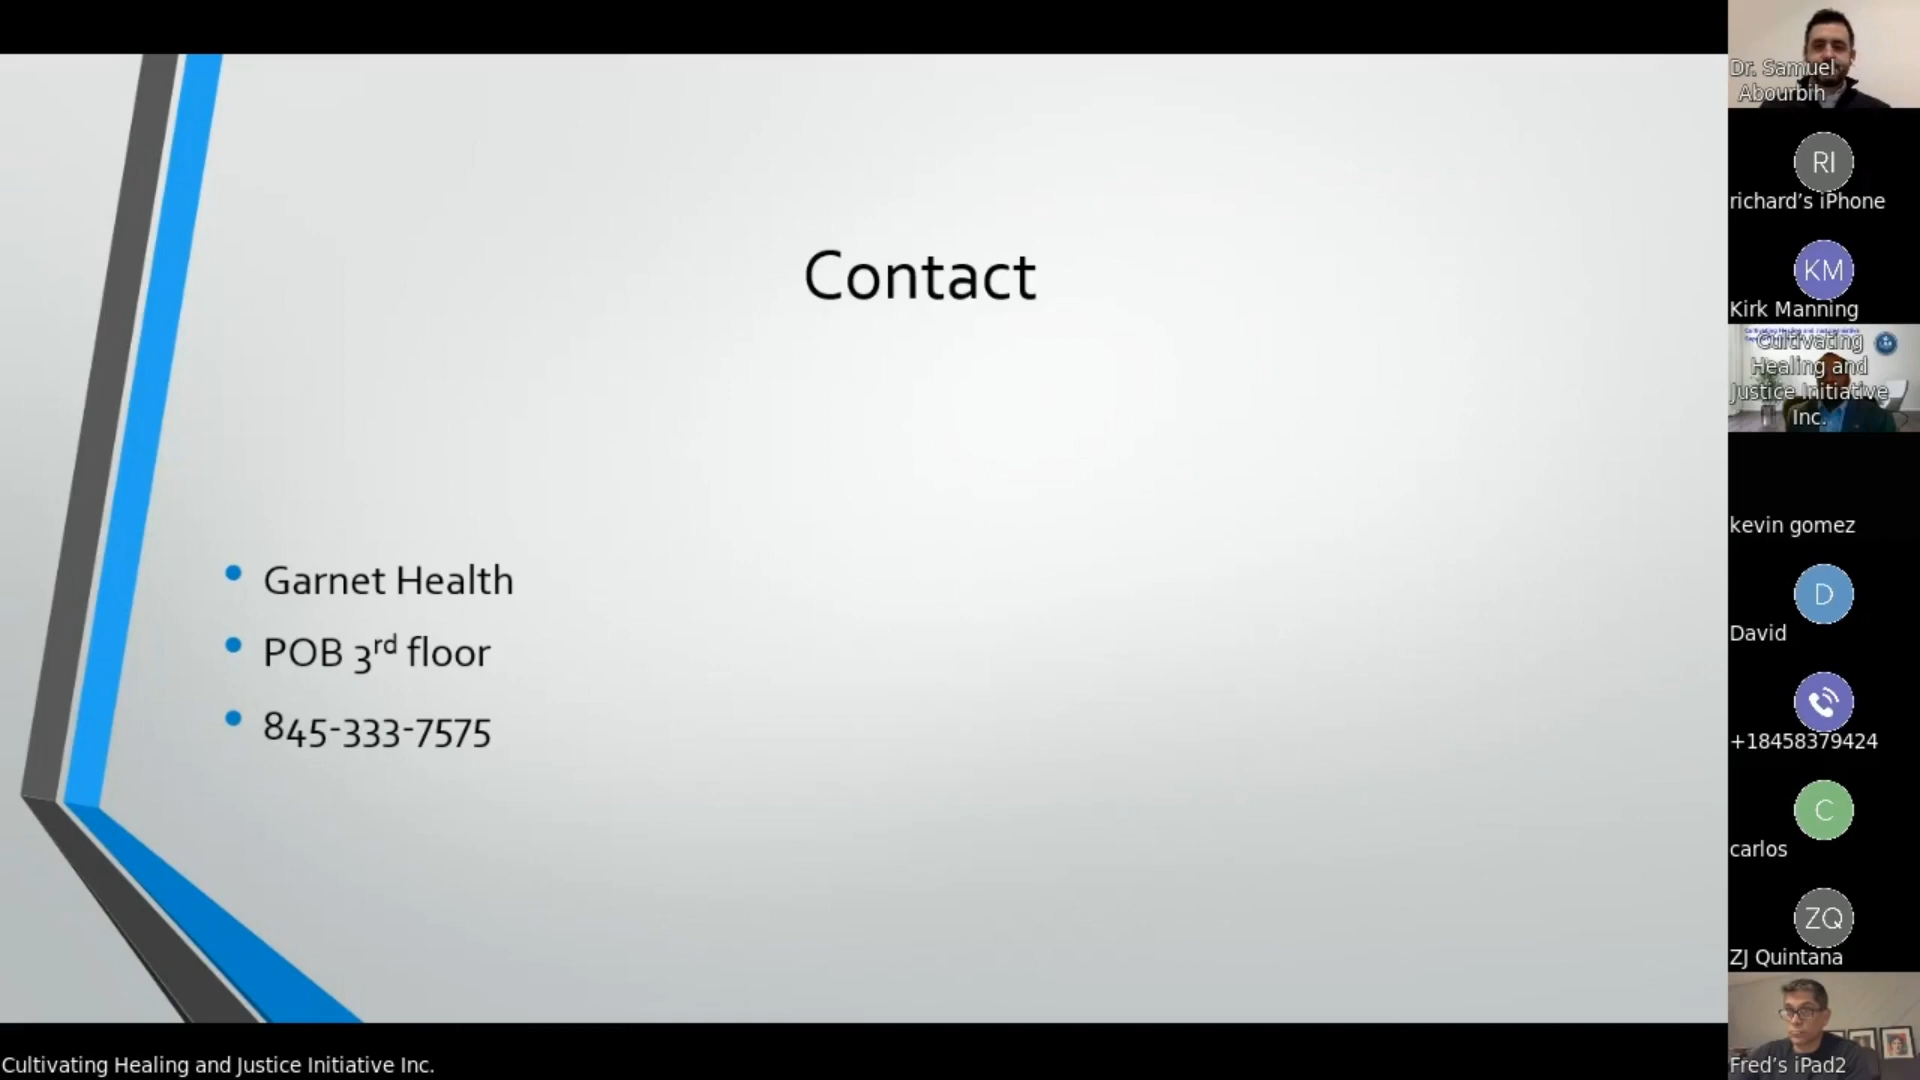 Contact
Garnet Health
POB 3rd floor
845-333-7575
Cultivating Healing and Justice Initiative Inc.
Dr. Samuel
Abourbih
RI
richard’s iPhone
KM
Kirk Manning
Cultivating
Healing and
Justice Initiative
Inc.
kevin gomez
D
David
+18458379424
C
carlos
ZQ
ZJ Quintana
Fred’s iPad2